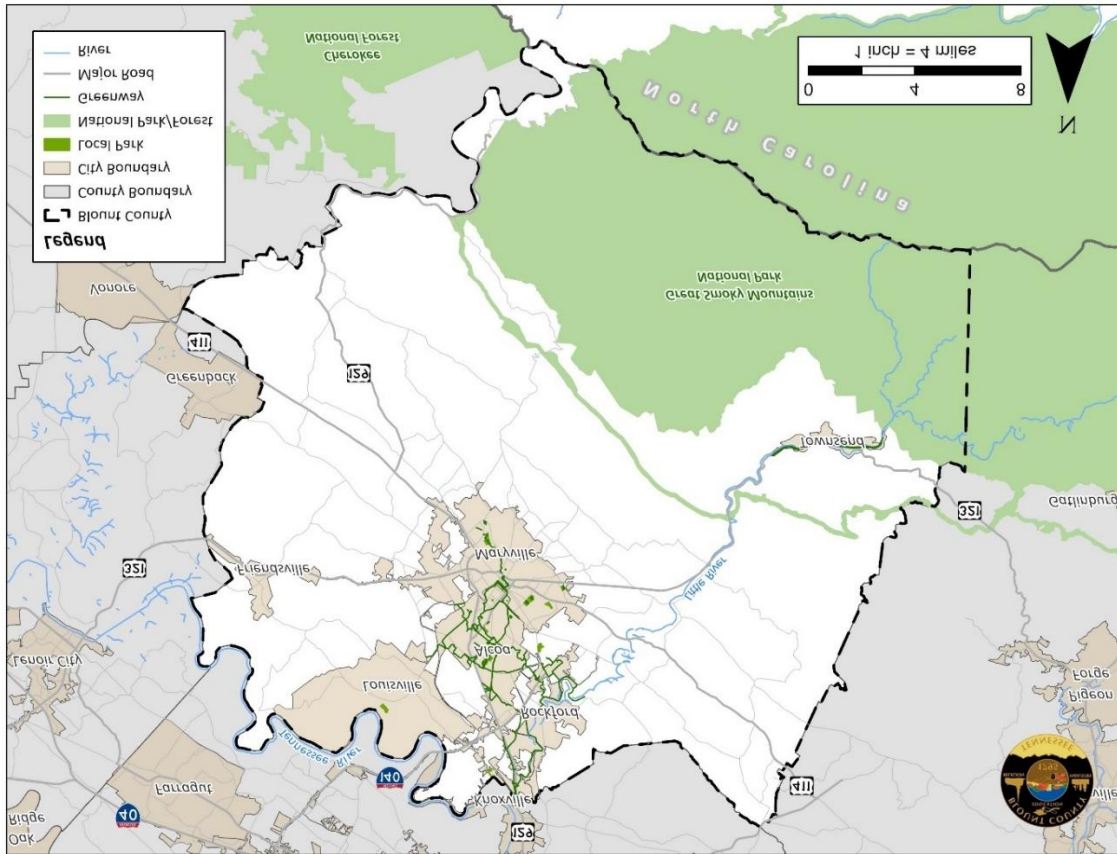 129
Oak
Ridge
40
Farragut
Knoxville
140
Tennessee River
BLOUNT COUNTY
EDUCATION
1795
TENNESSEE
ville
411
Rockford
Louisville
Lenoir City
Alcoa
Pigeon
Forge
Little River
321
Friendsville
Maryville
Gatlinburg
321
Townsend
Greenback
129
411
Great Smoky Mountains
National Park
Vonore
Legend
Blount County
County Boundary
City Boundary
Local Park
National Park/Forest
Greenway
Major Road
River
North Carolina
Cherokee
National Forest
N
0 4 8
1 inch = 4 miles